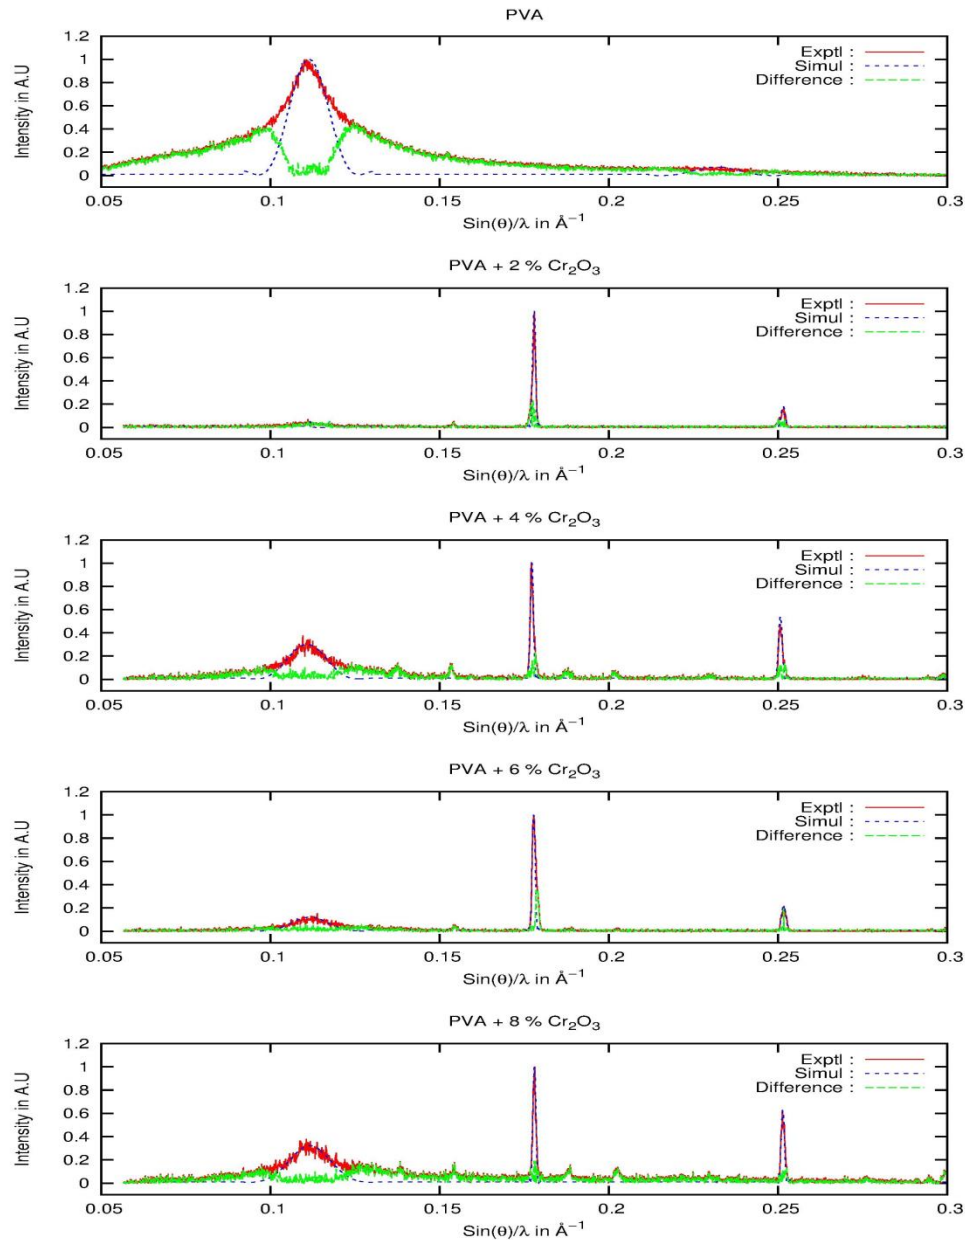 PVA
Intensity in A.U
1.2
1
0.8
0.6
0.4
0.2
0
Exptl :
Simul :
Difference :
0.05 0.1 0.15 0.2 0.25 0.3
Sin(θ)/λ in Å⁻¹
PVA + 2 % Cr₂O₃
Intensity in A.U
1.2
1
0.8
0.6
0.4
0.2
0
Exptl :
Simul :
Difference :
0.05 0.1 0.15 0.2 0.25 0.3
Sin(θ)/λ in Å⁻¹
PVA + 4 % Cr₂O₃
Intensity in A.U
1.2
1
0.8
0.6
0.4
0.2
0
Exptl :
Simul :
Difference :
0.05 0.1 0.15 0.2 0.25 0.3
Sin(θ)/λ in Å⁻¹
PVA + 6 % Cr₂O₃
Intensity in A.U
1.2
1
0.8
0.6
0.4
0.2
0
Exptl :
Simul :
Difference :
0.05 0.1 0.15 0.2 0.25 0.3
Sin(θ)/λ in Å⁻¹
PVA + 8 % Cr₂O₃
Intensity in A.U
1.2
1
0.8
0.6
0.4
0.2
0
Exptl :
Simul :
Difference :
0.05 0.1 0.15 0.2 0.25 0.3
Sin(θ)/λ in Å⁻¹